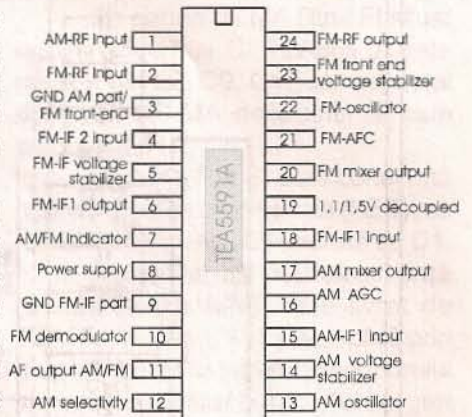 AM-RF Input 1
FM-RF Input 2
GND AM part/
FM front-end 3
FM-IF 2 input 4
FM-IF voltage
stabilizer 5
FM-IF1 output 6
AM/FM Indicator 7
Power supply 8
GND FM-IF part 9
FM demodulator 10
AF output AM/FM 11
AM selectivity 12
TEA5591A
24 FM-RF output
FM front end
23 voltage stabilizer
22 FM-oscillator
21 FM-AFC
20 FM mixer output
19 1,1/1,5V decoupled
18 FM-IF1 input
17 AM mixer output
16 AM AGC
15 AM-IF1 input
AM voltage
14 stabilizer
13 AM oscillator